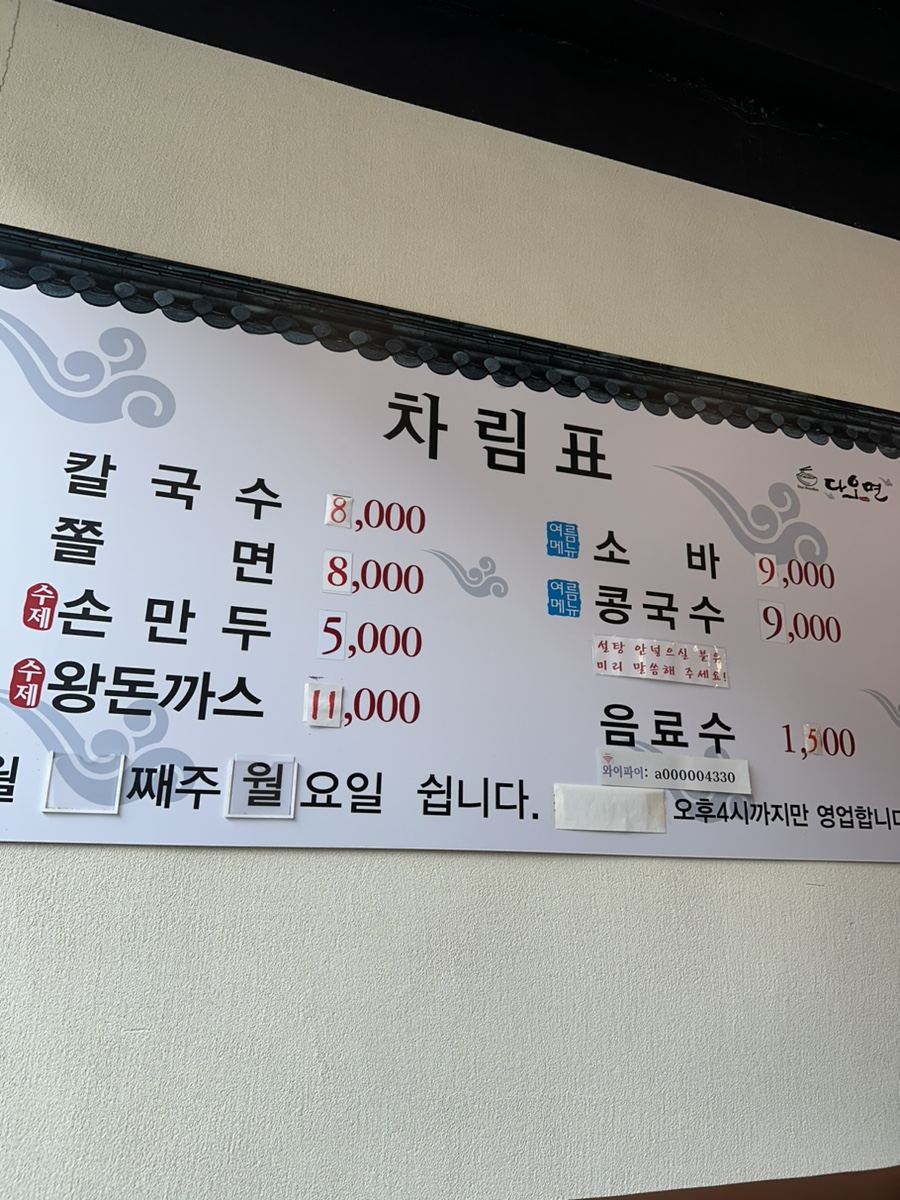 차림표
다오면
칼국수 8,000
쫄면 8,000
수제 손만두 5,000
수제 왕돈까스 11,000
여름메뉴 소바 9,000
여름메뉴 콩국수 9,000
설탕 안넣으실 분은
미리 말씀해 주세요!
음료수 1,500
와이파이: a000004330
월 째주 월요일 쉽니다.
오후4시까지만 영업합니다